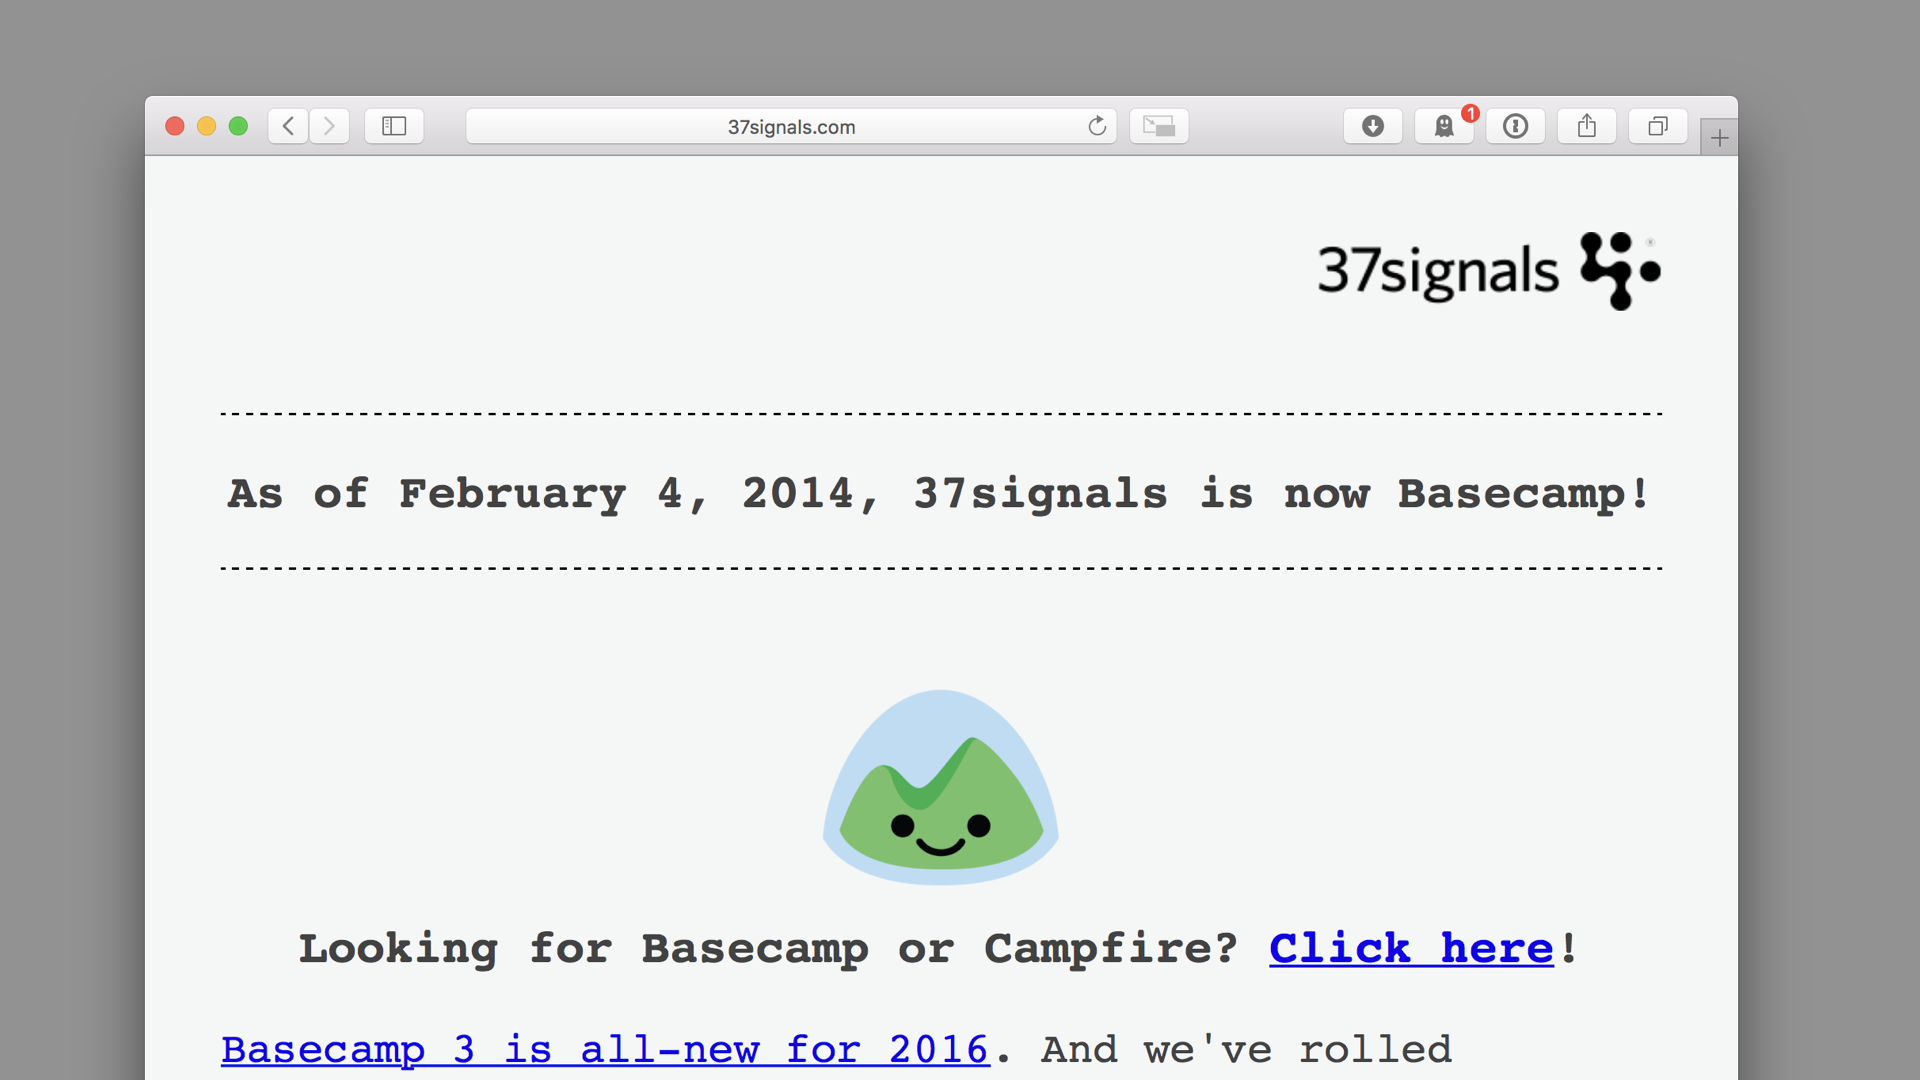 37signals.com
1
37signals ®
As of February 4, 2014, 37signals is now Basecamp!
Looking for Basecamp or Campfire? Click here!
Basecamp 3 is all-new for 2016. And we've rolled